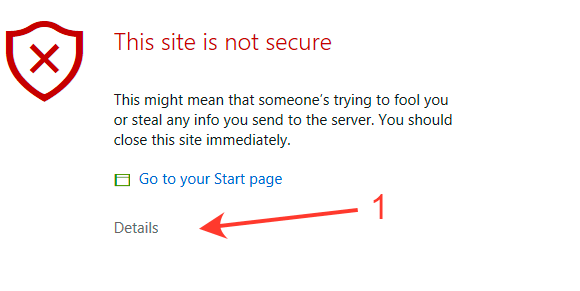 This site is not secure
This might mean that someone's trying to fool you
or steal any info you send to the server. You should
close this site immediately.
Go to your Start page
Details
1